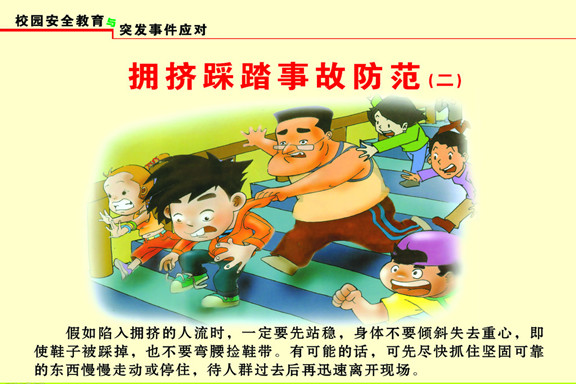 校园安全教育与突发事件应对
拥挤踩踏事故防范(二)
假如陷入拥挤的人流时，一定要先站稳，身体不要倾斜失去重心，即
使鞋子被踩掉，也不要弯腰捡鞋带。有可能的话，可先尽快抓住坚固可靠
的东西慢慢走动或停住，待人群过去后再迅速离开现场。